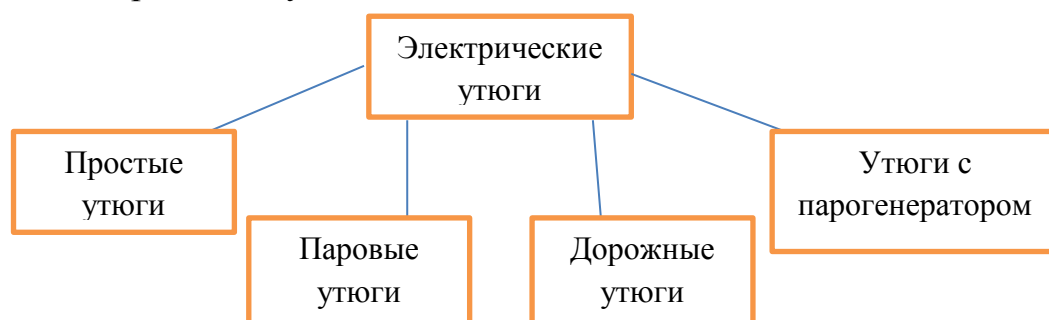 Электрические
утюги
Простые
утюги
Паровые
утюги
Дорожные
утюги
Утюги с
парогенератором